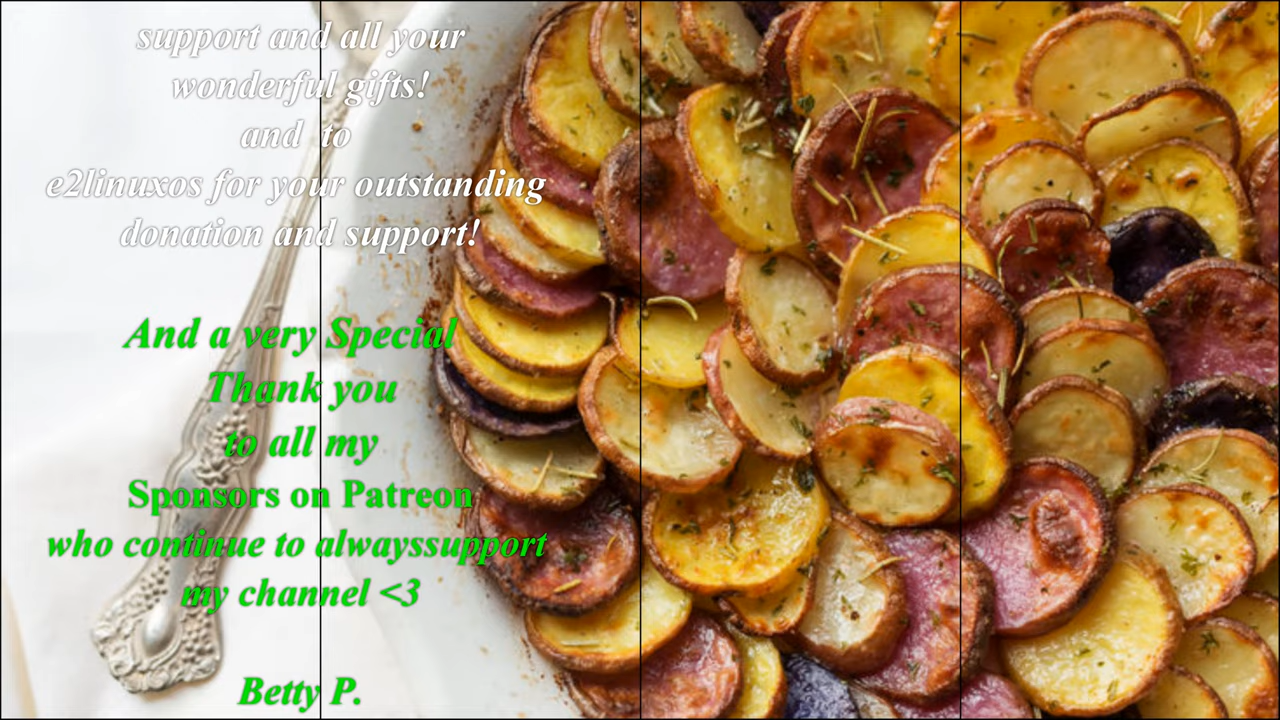 support and all your
wonderful gifts!
and to
e2linuxos for your outstanding
donation and support!
And a very Special
Thank you
to all my
Sponsors on Patreon
who continue to alwayssupport
my channel <3
Betty P.